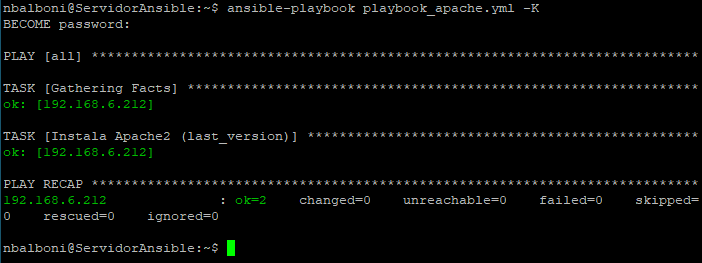 nbalboni@ServidorAnsible:~$ ansible-playbook playbook_apache.yml -K
BECOME password:
PLAY [all] *****************************************************************************
TASK [Gathering Facts] *****************************************************************
ok: [192.168.6.212]
TASK [Instala Apache2 (last_version)] **************************************************
ok: [192.168.6.212]
PLAY RECAP *****************************************************************************
192.168.6.212              : ok=2    changed=0    unreachable=0    failed=0    skipped=
0    rescued=0    ignored=0
nbalboni@ServidorAnsible:~$